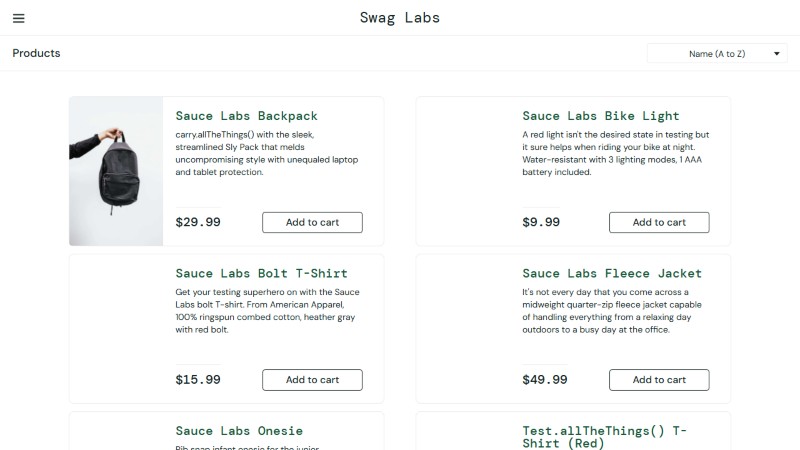 Swag Labs
Products
Name (A to Z)
Sauce Labs Backpack
carry.allTheThings() with the sleek,
streamlined Sly Pack that melds
uncompromising style with unequaled laptop
and tablet protection.
$29.99
Add to cart
Sauce Labs Bike Light
A red light isn't the desired state in testing but
it sure helps when riding your bike at night.
Water-resistant with 3 lighting modes, 1 AAA
battery included.
$9.99
Add to cart
Sauce Labs Bolt T-Shirt
Get your testing superhero on with the Sauce
Labs bolt T-shirt. From American Apparel,
100% ringspun combed cotton, heather gray
with red bolt.
$15.99
Add to cart
Sauce Labs Fleece Jacket
It's not every day that you come across a
midweight quarter-zip fleece jacket capable
of handling everything from a relaxing day
outdoors to a busy day at the office.
$49.99
Add to cart
Sauce Labs Onesie
Rib snap infant onesie for the junior
Test.allTheThings() T-
Shirt (Red)